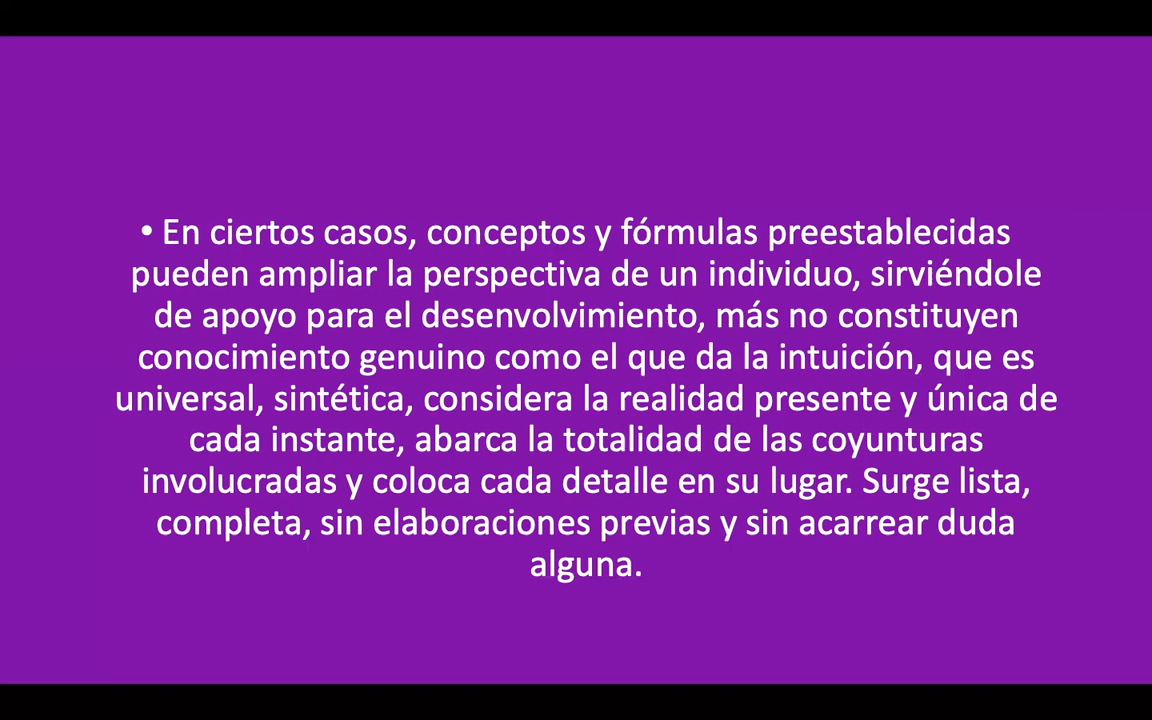 • En ciertos casos, conceptos y fórmulas preestablecidas
pueden ampliar la perspectiva de un individuo, sirviéndole
de apoyo para el desenvolvimiento, más no constituyen
conocimiento genuino como el que da la intuición, que es
universal, sintética, considera la realidad presente y única de
cada instante, abarca la totalidad de las coyunturas
involucradas y coloca cada detalle en su lugar. Surge lista,
completa, sin elaboraciones previas y sin acarrear duda
alguna.